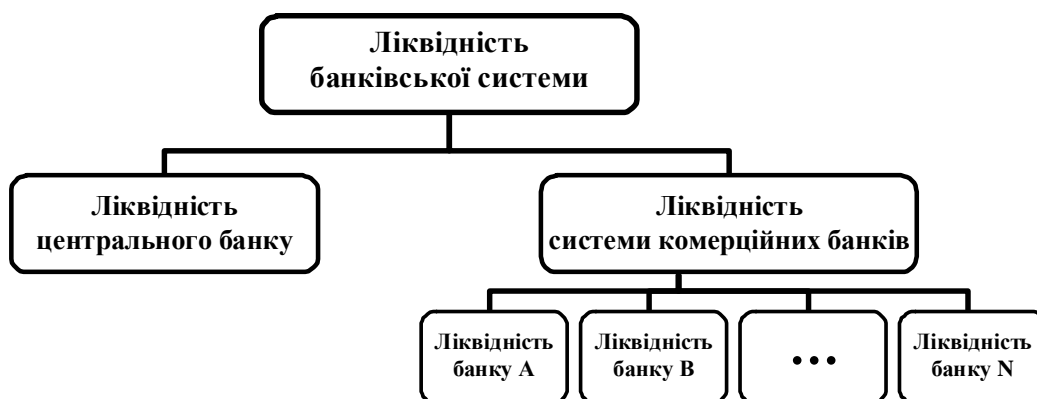 Ліквідність
банківської системи
Ліквідність
центрального банку
Ліквідність
системи комерційних банків
Ліквідність
банку А
Ліквідність
банку В
•••
Ліквідність
банку N